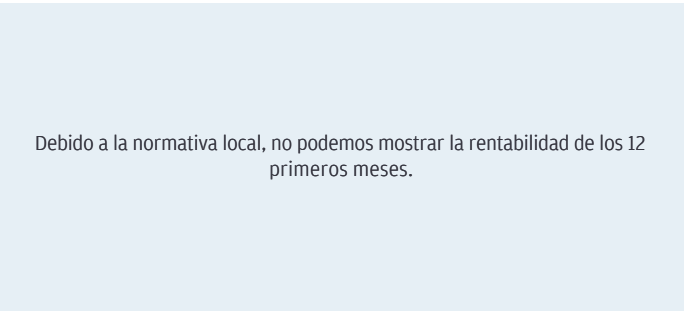 Debido a la normativa local, no podemos mostrar la rentabilidad de los 12
primeros meses.